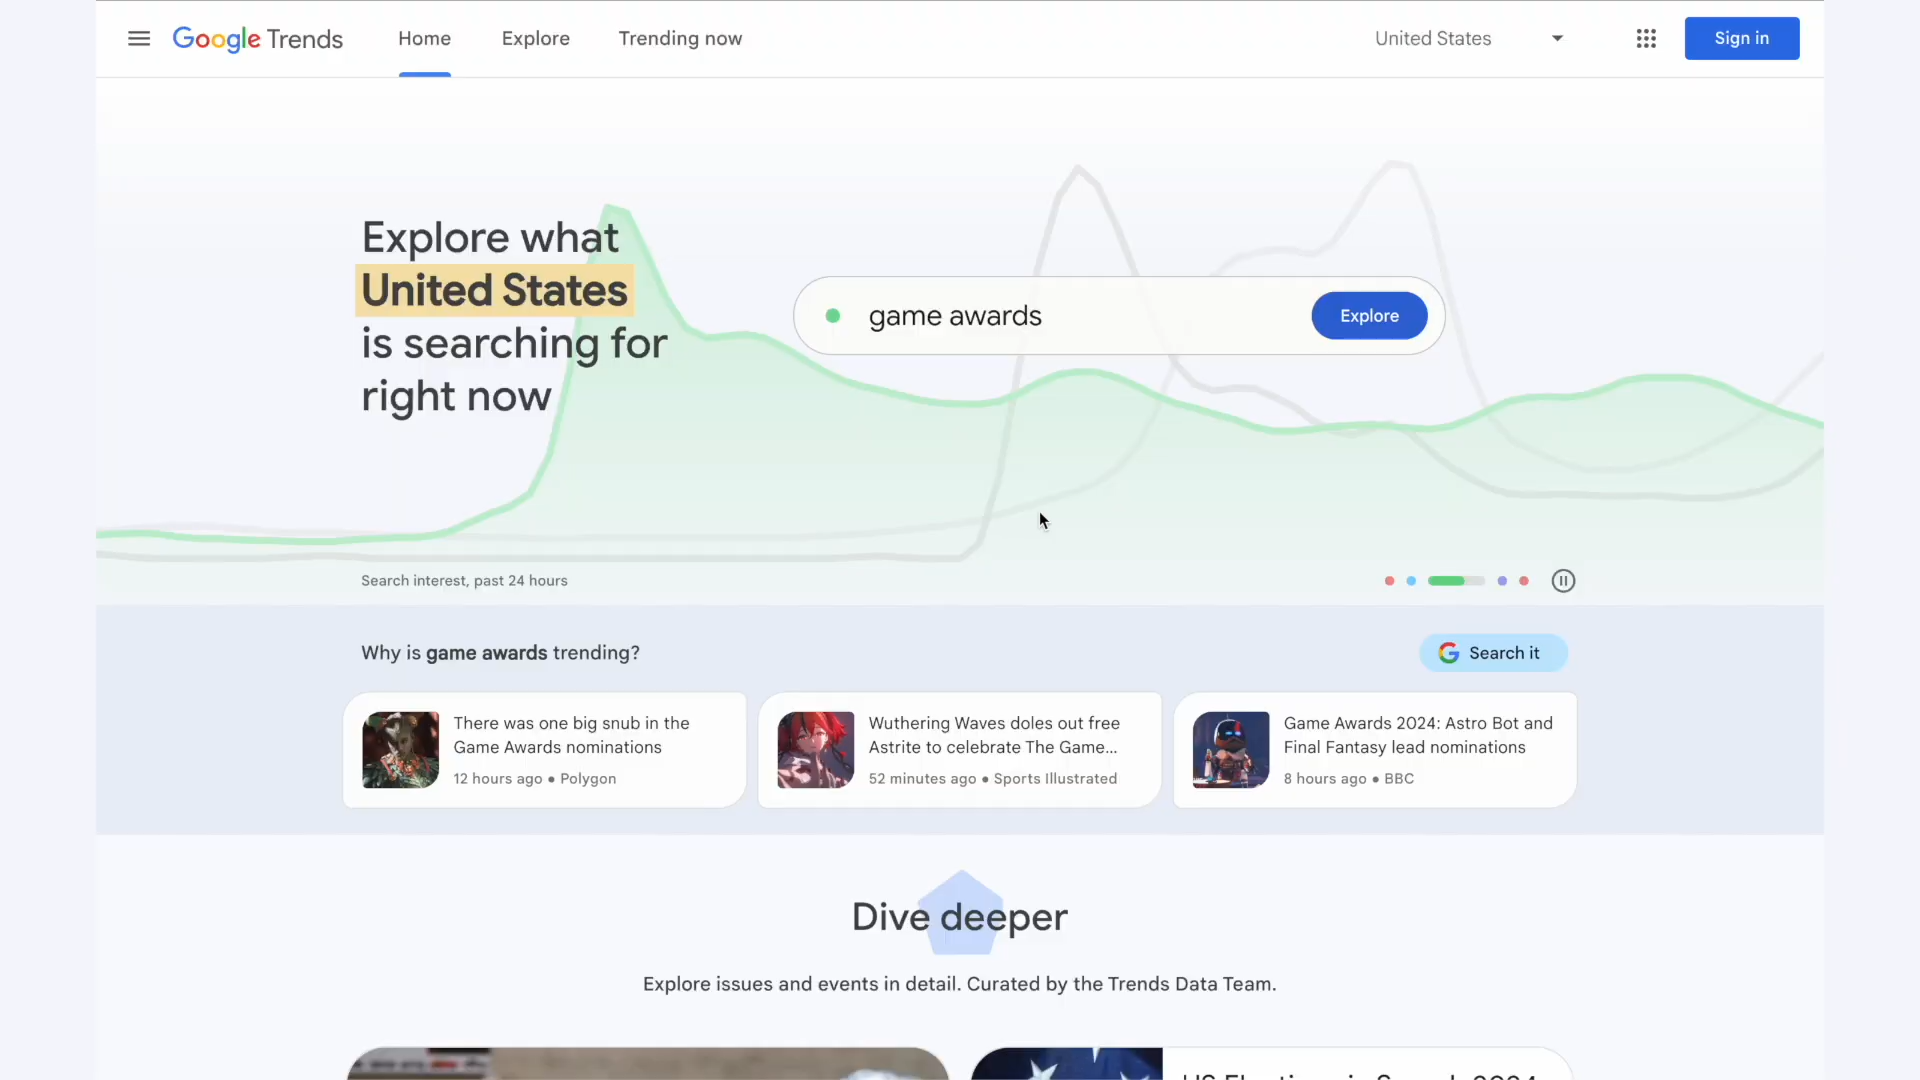 Google Trends
Home
Explore
Trending now
United States
Sign in
Explore what
United States
is searching for
right now
game awards
Explore
Search interest, past 24 hours
Why is game awards trending?
Search it
There was one big snub in the
Game Awards nominations
12 hours ago • Polygon
Wuthering Waves doles out free
Astrite to celebrate The Game...
52 minutes ago • Sports Illustrated
Game Awards 2024: Astro Bot and
Final Fantasy lead nominations
8 hours ago • BBC
Dive deeper
Explore issues and events in detail. Curated by the Trends Data Team.